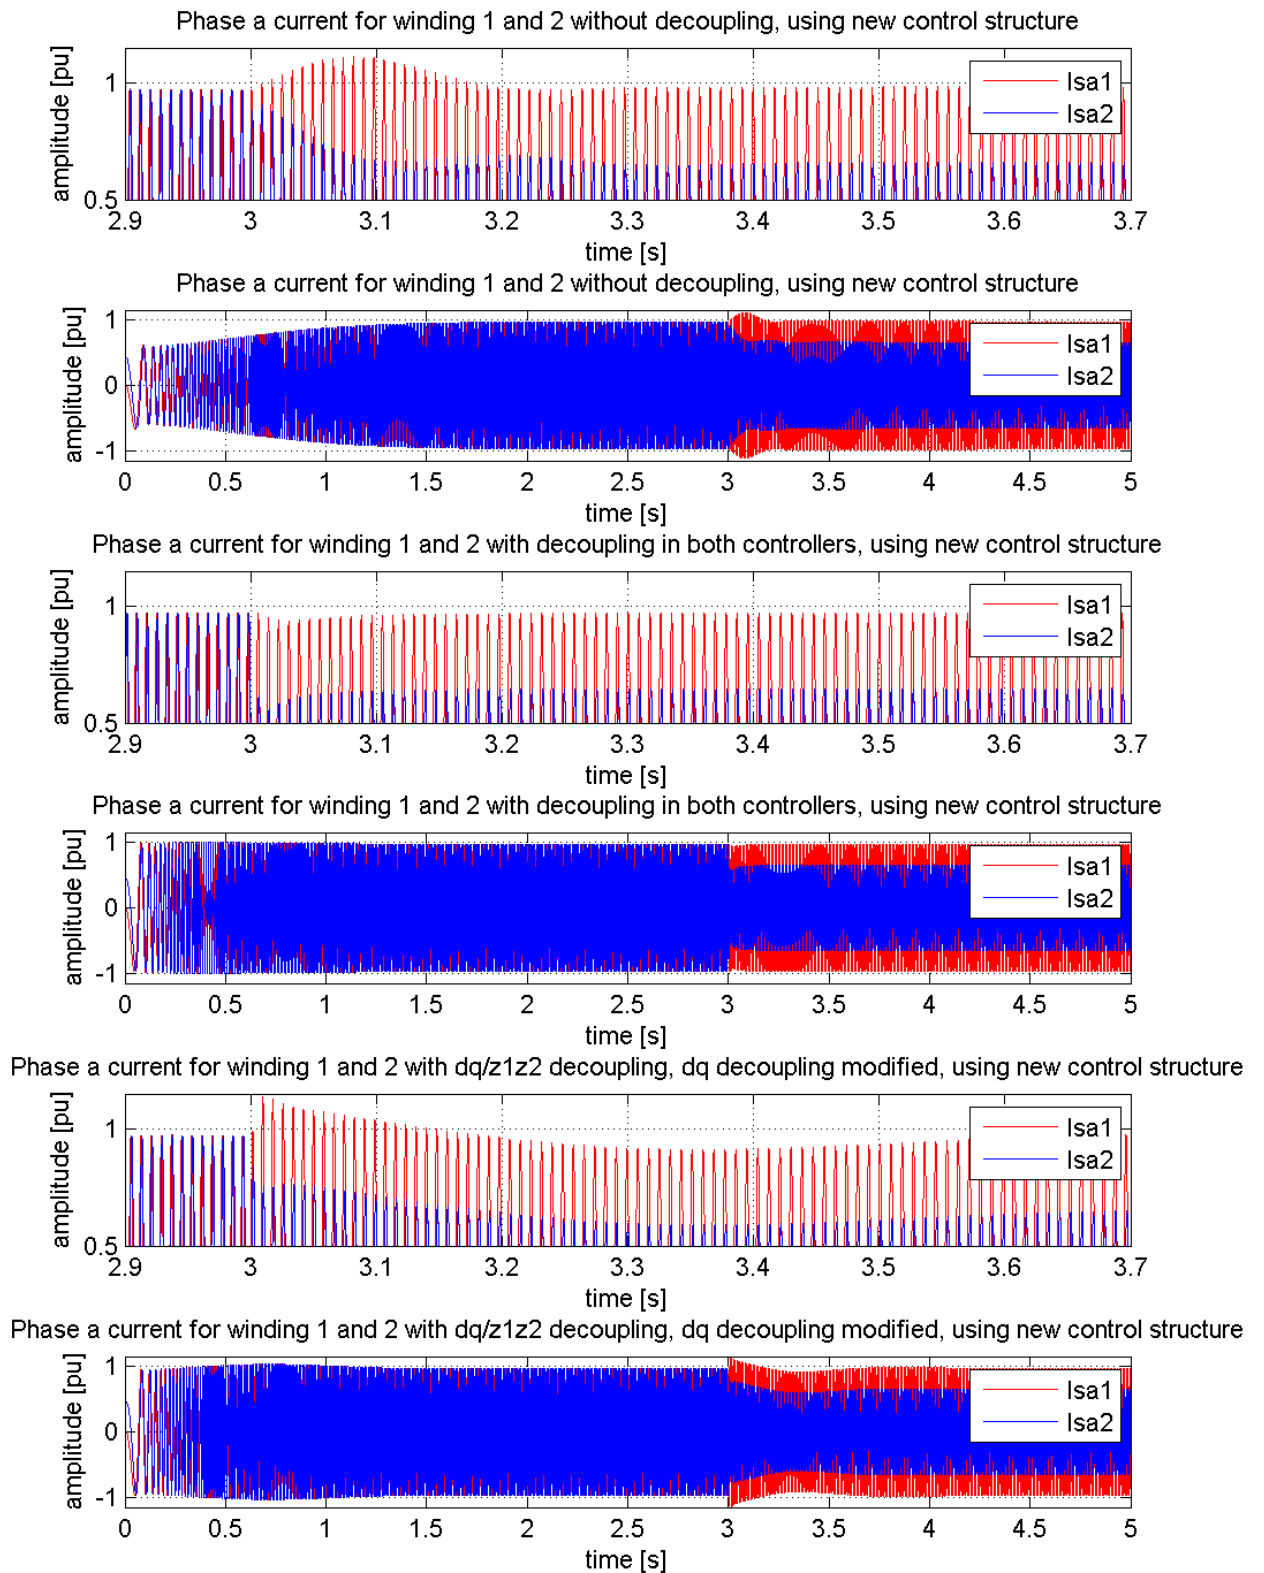 Phase a current for winding 1 and 2 without decoupling, using new control structure
amplitude [pu]
1
0.5
Isa1
Isa2
2.9 3 3.1 3.2 3.3 3.4 3.5 3.6 3.7
time [s]
Phase a current for winding 1 and 2 without decoupling, using new control structure
amplitude [pu]
1
0
-1
Isa1
Isa2
0 0.5 1 1.5 2 2.5 3 3.5 4 4.5 5
time [s]
Phase a current for winding 1 and 2 with decoupling in both controllers, using new control structure
amplitude [pu]
1
0.5
Isa1
Isa2
2.9 3 3.1 3.2 3.3 3.4 3.5 3.6 3.7
time [s]
Phase a current for winding 1 and 2 with decoupling in both controllers, using new control structure
amplitude [pu]
1
0
-1
Isa1
Isa2
0 0.5 1 1.5 2 2.5 3 3.5 4 4.5 5
time [s]
Phase a current for winding 1 and 2 with dq/z1z2 decoupling, dq decoupling modified, using new control structure
amplitude [pu]
1
0.5
Isa1
Isa2
2.9 3 3.1 3.2 3.3 3.4 3.5 3.6 3.7
time [s]
Phase a current for winding 1 and 2 with dq/z1z2 decoupling, dq decoupling modified, using new control structure
amplitude [pu]
1
0
-1
Isa1
Isa2
0 0.5 1 1.5 2 2.5 3 3.5 4 4.5 5
time [s]